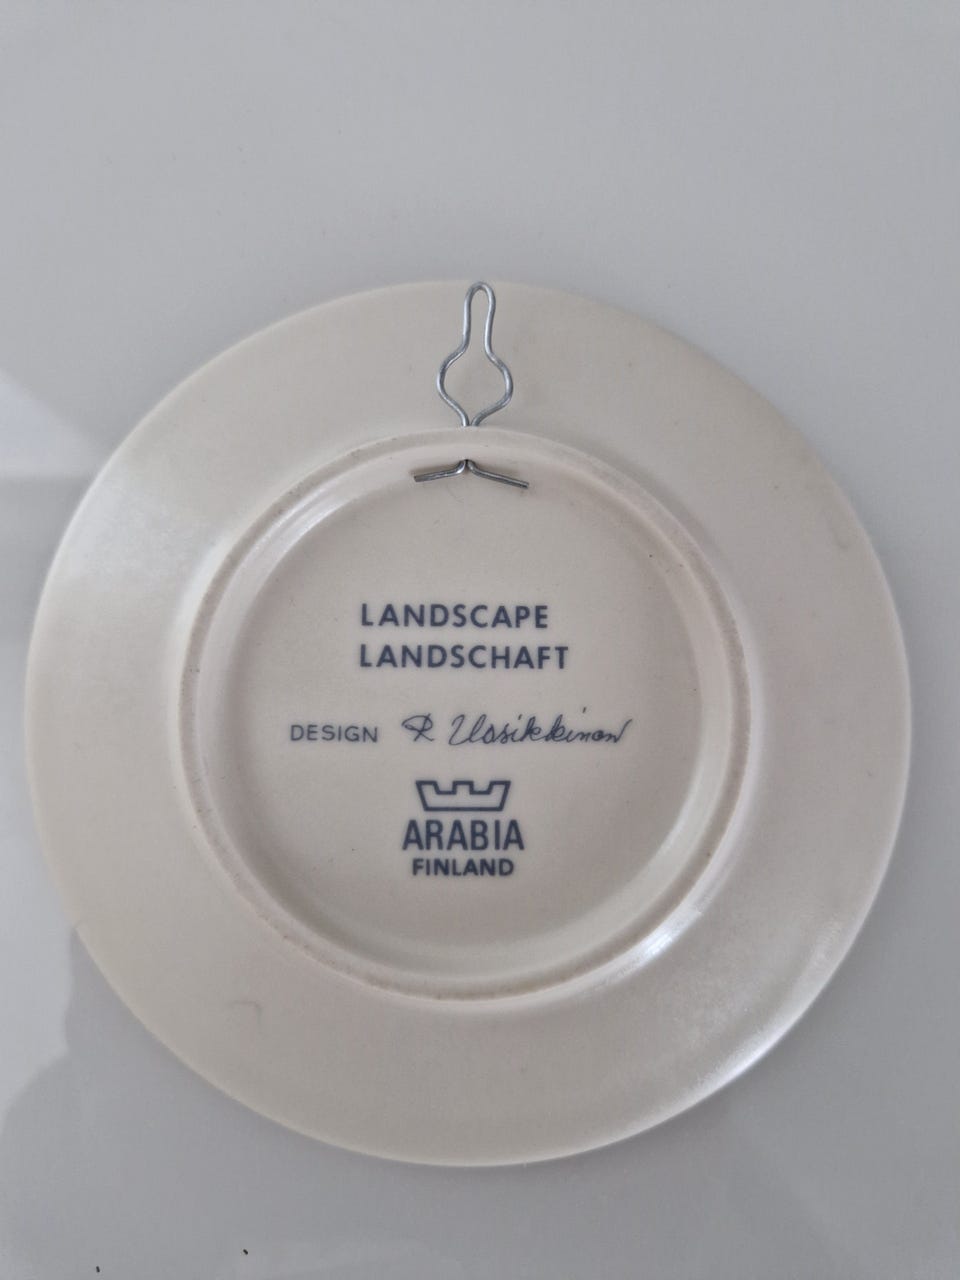 LANDSCAPE
LANDSCHAFT
DESIGN R Uosikkinen
ARABIA
FINLAND